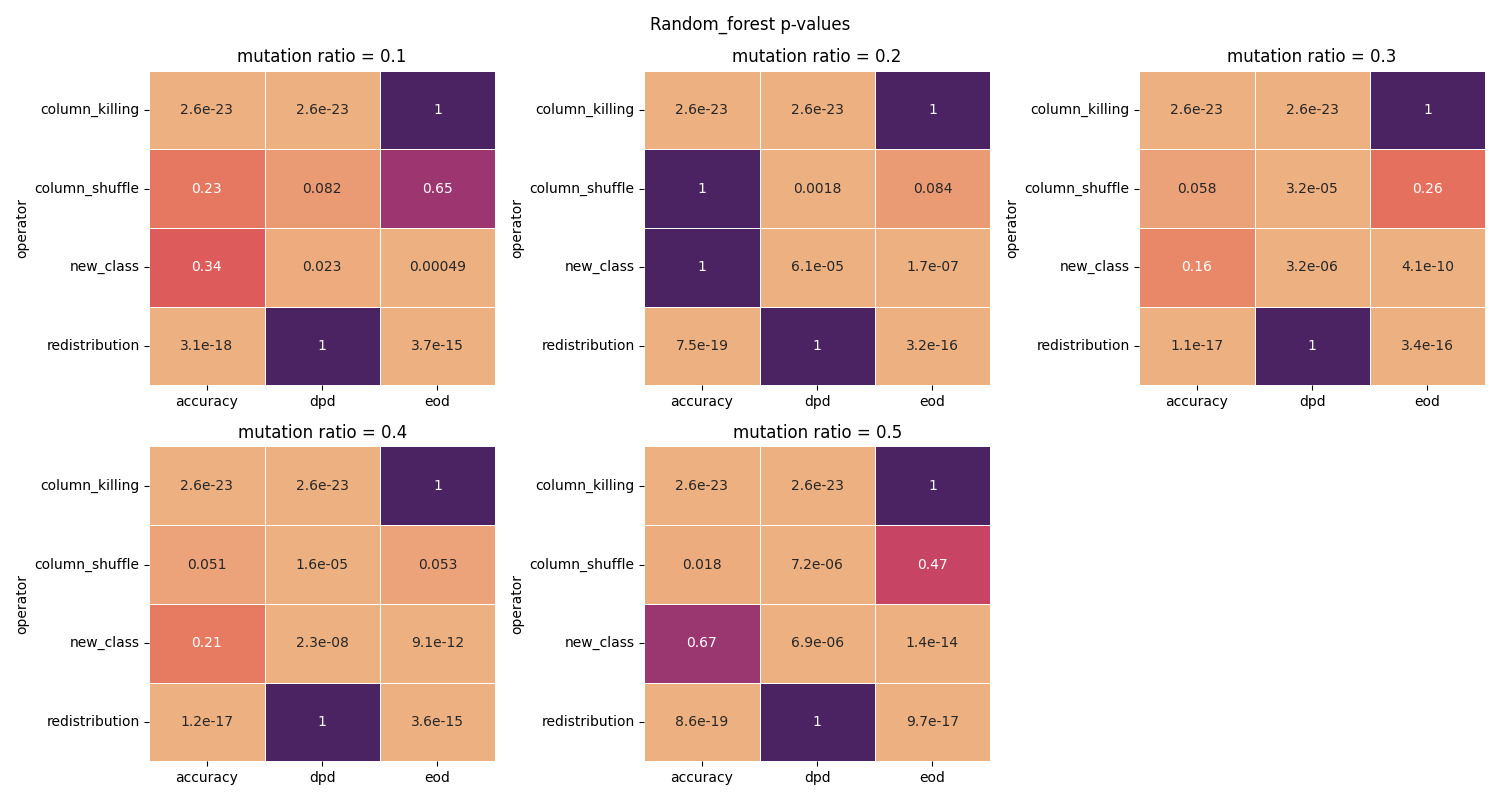 Random_forest p-values
mutation ratio = 0.1
operator
column_killing 2.6e-23 2.6e-23 1
column_shuffle 0.23 0.082 0.65
new_class 0.34 0.023 0.00049
redistribution 3.1e-18 1 3.7e-15
accuracy dpd eod
mutation ratio = 0.2
operator
column_killing 2.6e-23 2.6e-23 1
column_shuffle 1 0.0018 0.084
new_class 1 6.1e-05 1.7e-07
redistribution 7.5e-19 1 3.2e-16
accuracy dpd eod
mutation ratio = 0.3
operator
column_killing 2.6e-23 2.6e-23 1
column_shuffle 0.058 3.2e-05 0.26
new_class 0.16 3.2e-06 4.1e-10
redistribution 1.1e-17 1 3.4e-16
accuracy dpd eod
mutation ratio = 0.4
operator
column_killing 2.6e-23 2.6e-23 1
column_shuffle 0.051 1.6e-05 0.053
new_class 0.21 2.3e-08 9.1e-12
redistribution 1.2e-17 1 3.6e-15
accuracy dpd eod
mutation ratio = 0.5
operator
column_killing 2.6e-23 2.6e-23 1
column_shuffle 0.018 7.2e-06 0.47
new_class 0.67 6.9e-06 1.4e-14
redistribution 8.6e-19 1 9.7e-17
accuracy dpd eod